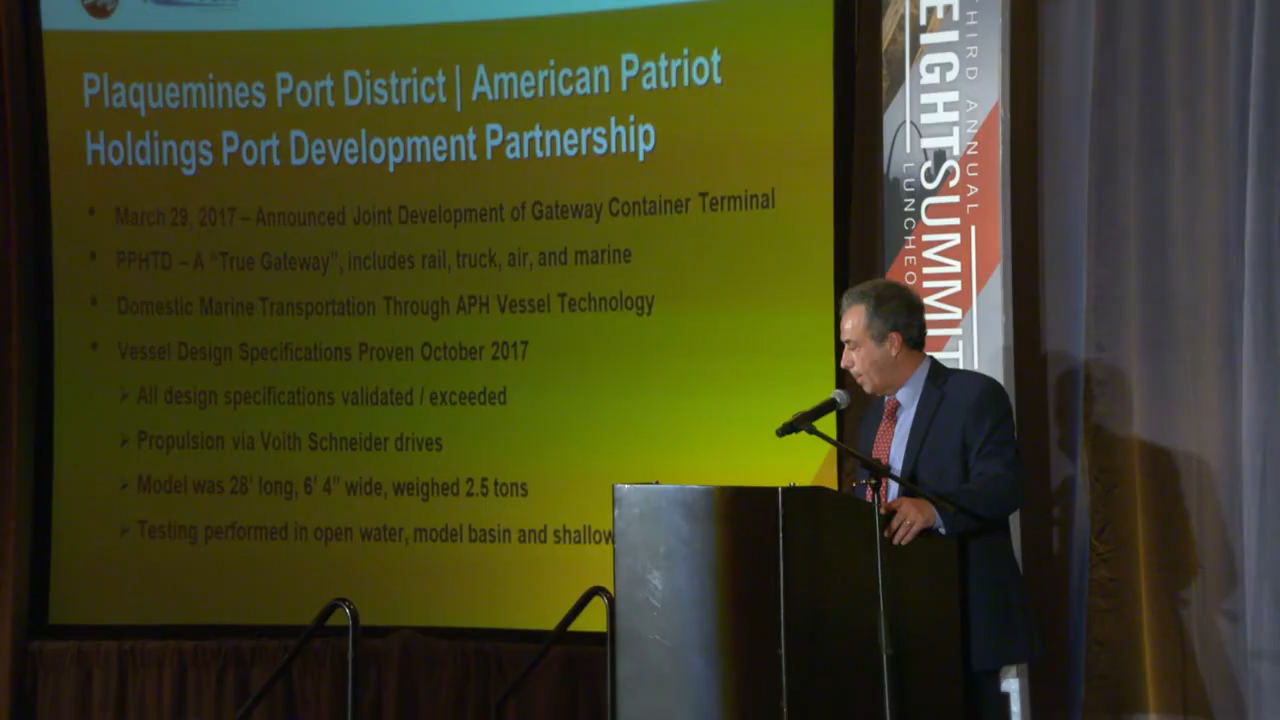 Plaquemines Port District | American Patriot
Holdings Port Development Partnership
• March 29, 2017 – Announced Joint Development of Gateway Container Terminal
• PPHTD – A “True Gateway”, includes rail, truck, air, and marine
• Domestic Marine Transportation Through APH Vessel Technology
• Vessel Design Specifications Proven October 2017
➢ All design specifications validated / exceeded
➢ Propulsion via Voith Schneider drives
➢ Model was 28' long, 6' 4" wide, weighed 2.5 tons
➢ Testing performed in open water, model basin and shallow
THIRD ANNUAL
EIGHTSUMMIT
LUNCHEO